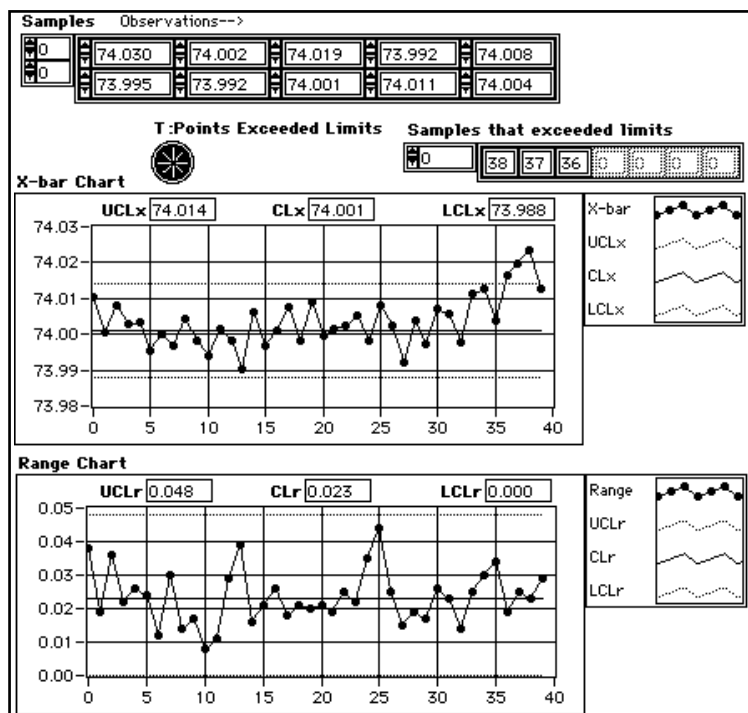 Samples Observations-->
0 74.030 74.002 74.019 73.992 74.008
0 73.995 73.992 74.001 74.011 74.004
T:Points Exceeded Limits Samples that exceeded limits
0 38 37 36 0 0 0 0
X-bar Chart
UCLx 74.014 CLx 74.001 LCLx 73.988
74.03
74.02
74.01
74.00
73.99
73.98
0 5 10 15 20 25 30 35 40
X-bar
UCLx
CLx
LCLx
Range Chart
UCLr 0.048 CLr 0.023 LCLr 0.000
0.05
0.04
0.03
0.02
0.01
0.00
0 5 10 15 20 25 30 35 40
Range
UCLr
CLr
LCLr